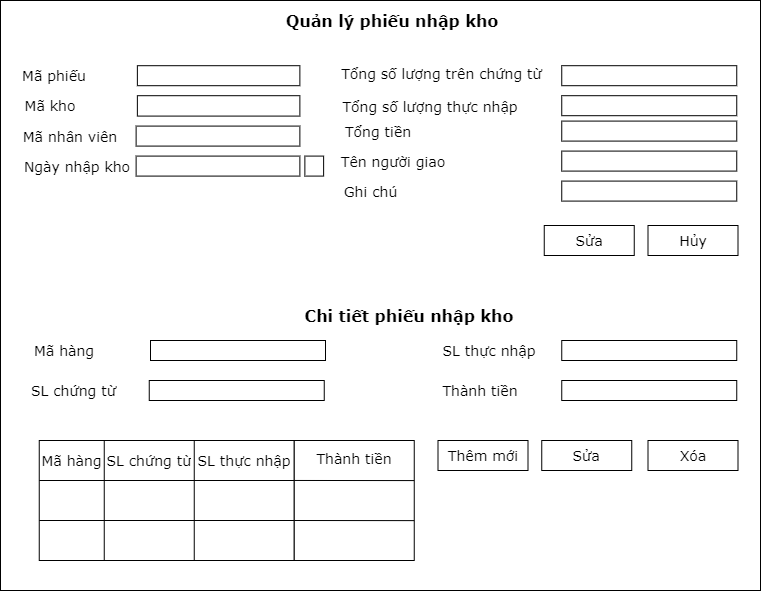 Quản lý phiếu nhập kho
Mã phiếu
Tổng số lượng trên chứng từ
Mã kho
Tổng số lượng thực nhập
Mã nhân viên
Tổng tiền
Ngày nhập kho
Tên người giao
Ghi chú
Sửa
Hủy
Chi tiết phiếu nhập kho
Mã hàng
SL thực nhập
SL chứng từ
Thành tiền
Mã hàng SL chứng từ SL thực nhập Thành tiền
Thêm mới
Sửa
Xóa